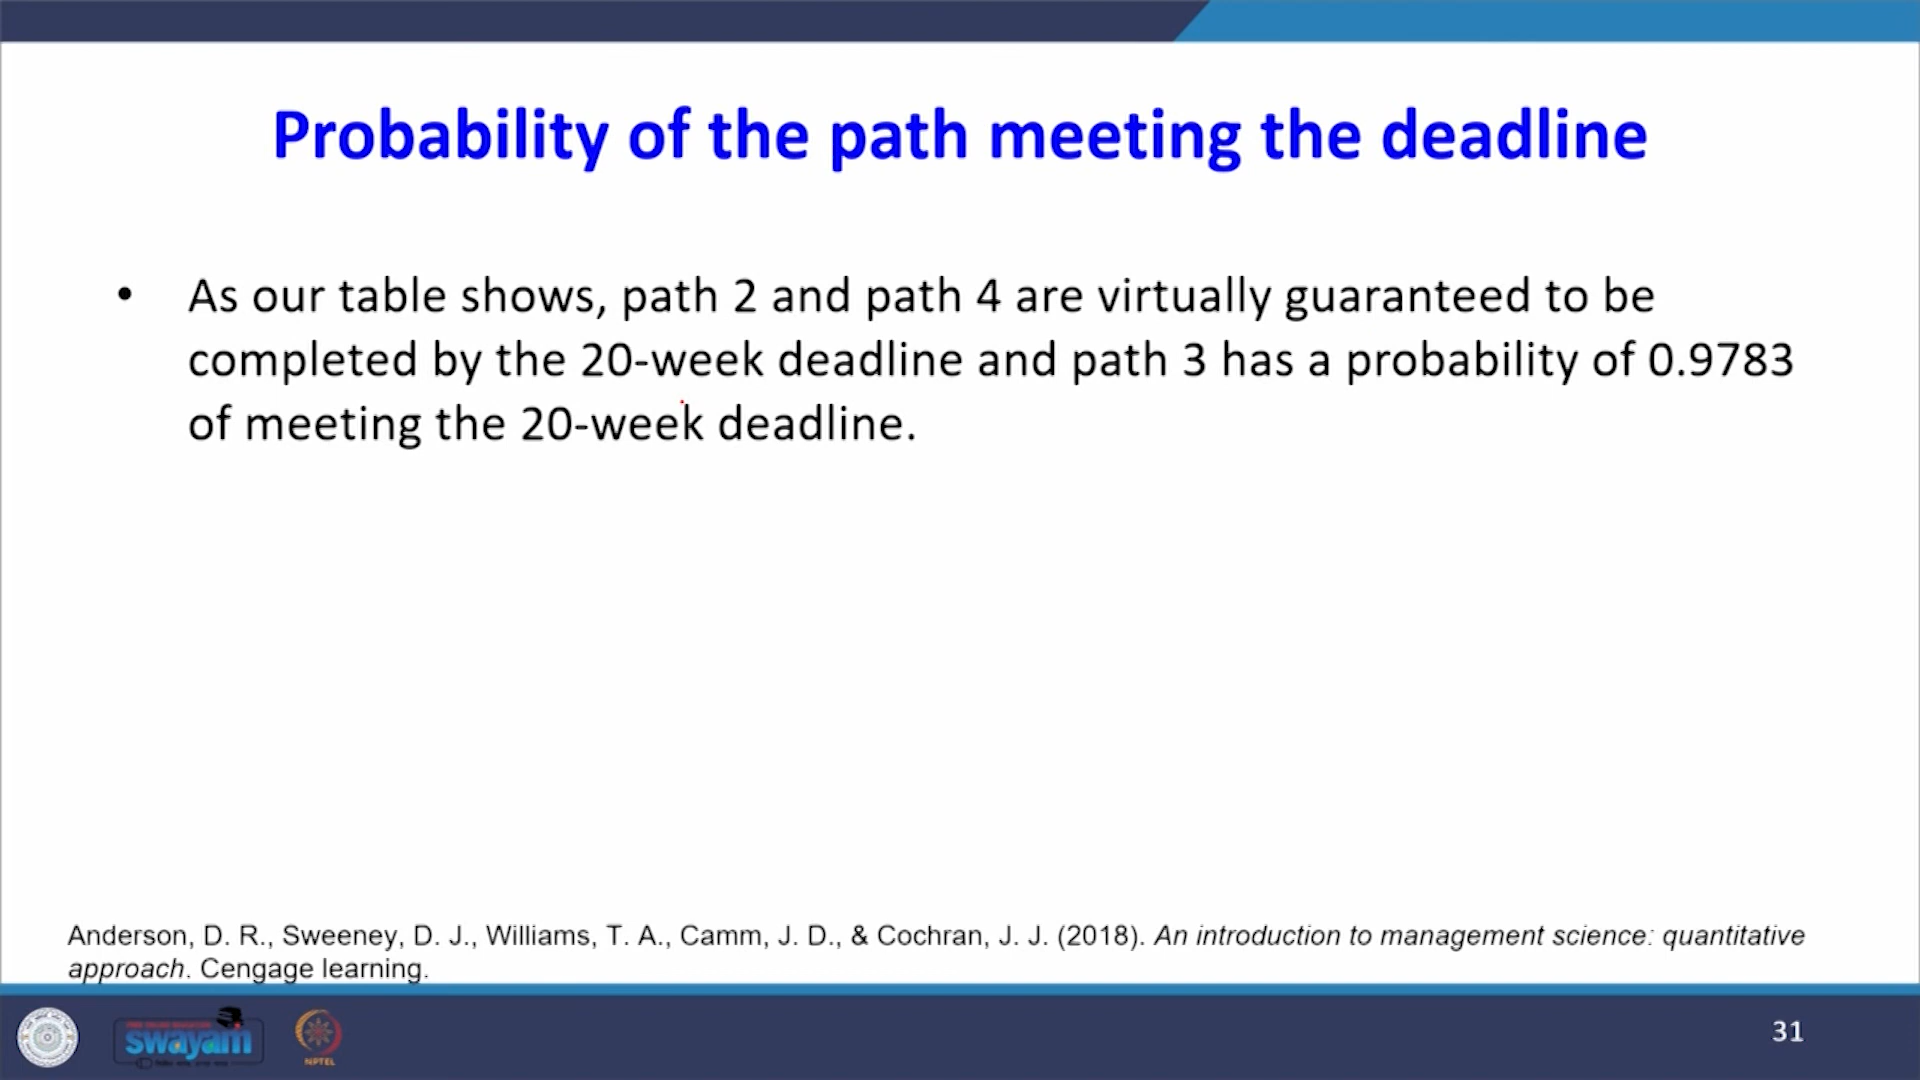 Probability of the path meeting the deadline
• As our table shows, path 2 and path 4 are virtually guaranteed to be
completed by the 20-week deadline and path 3 has a probability of 0.9783
of meeting the 20-week deadline.
Anderson, D. R., Sweeney, D. J., Williams, T. A., Camm, J. D., & Cochran, J. J. (2018). An introduction to management science: quantitative
approach. Cengage learning.
swayam
NPTEL
31